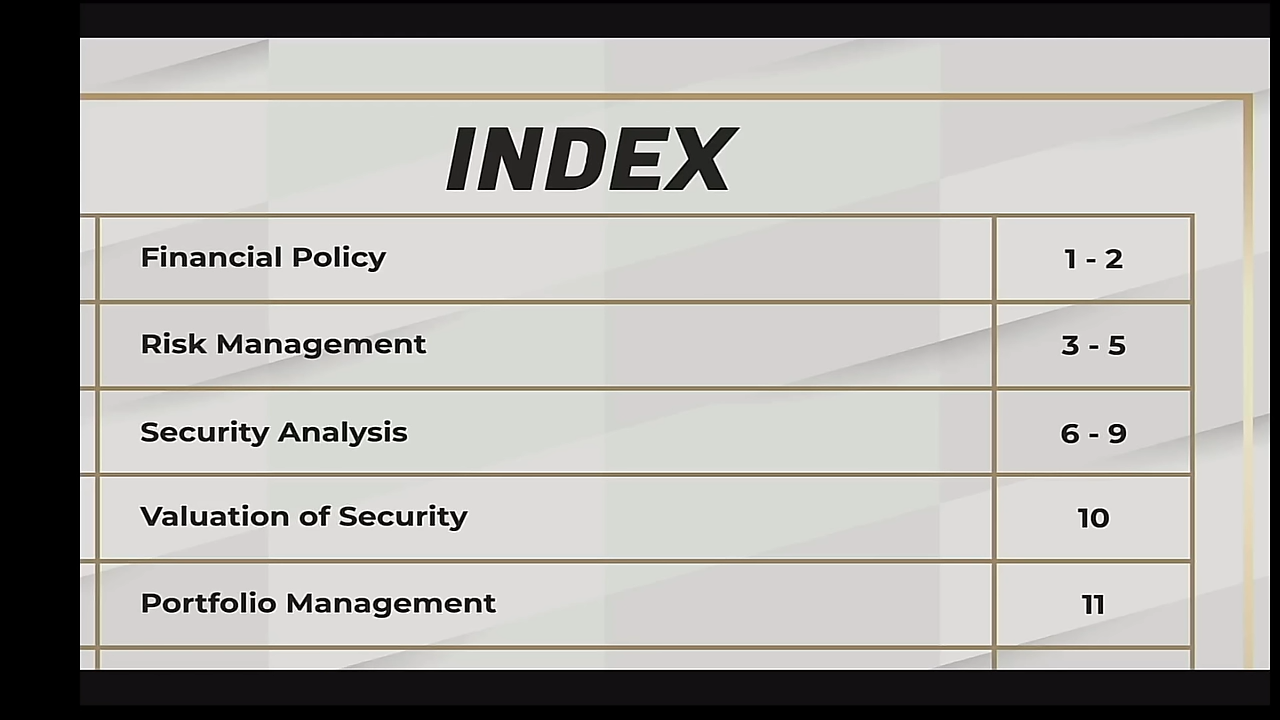 INDEX
Financial Policy 1 - 2
Risk Management 3 - 5
Security Analysis 6 - 9
Valuation of Security 10
Portfolio Management 11